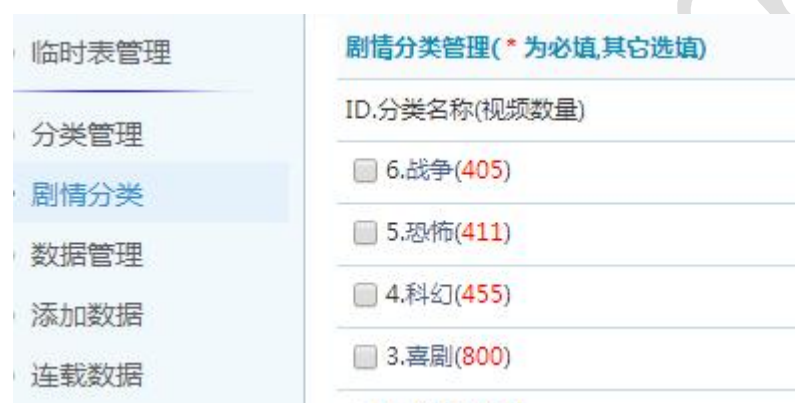 临时表管理
分类管理
剧情分类
数据管理
添加数据
连载数据
剧情分类管理(*为必填,其它选填)
ID.分类名称(视频数量)
6.战争(405)
5.恐怖(411)
4.科幻(455)
3.喜剧(800)